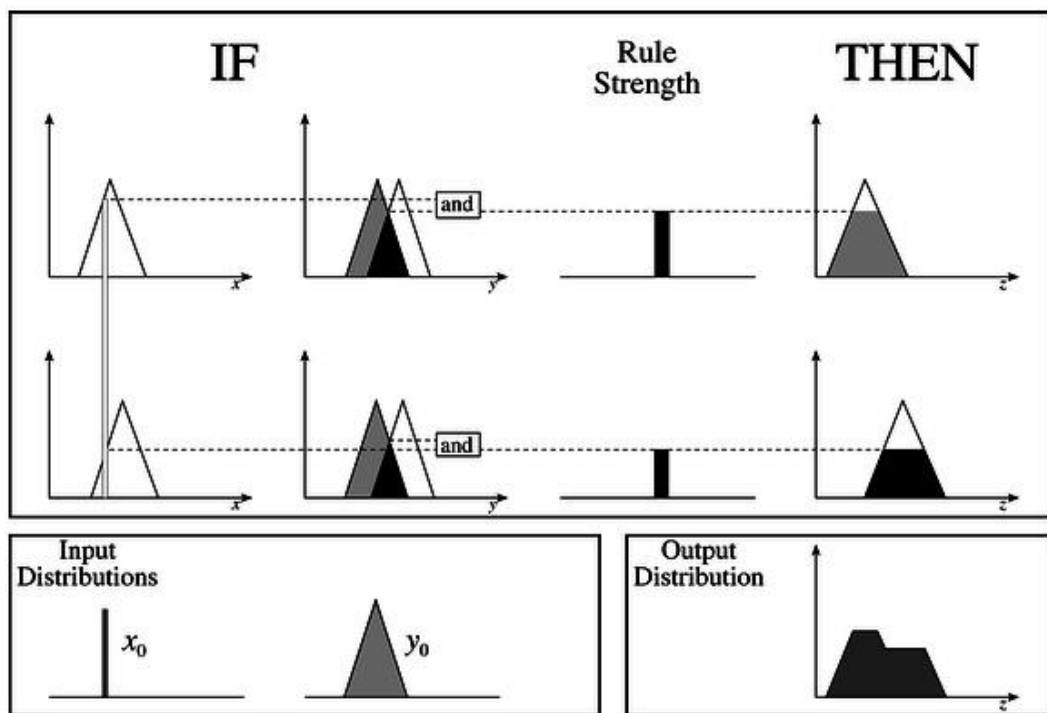 IF
Rule
Strength
THEN
and
x
y
z
and
x
y
z
Input
Distributions
x₀
y₀
Output
Distribution
z